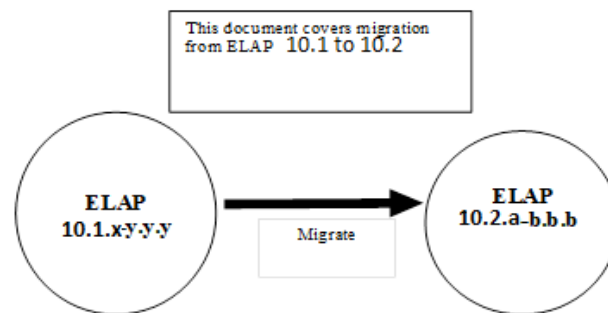 This document covers migration
from ELAP 10.1 to 10.2
ELAP
10.1.x-y.y.y
Migrate
ELAP
10.2.a-b.b.b